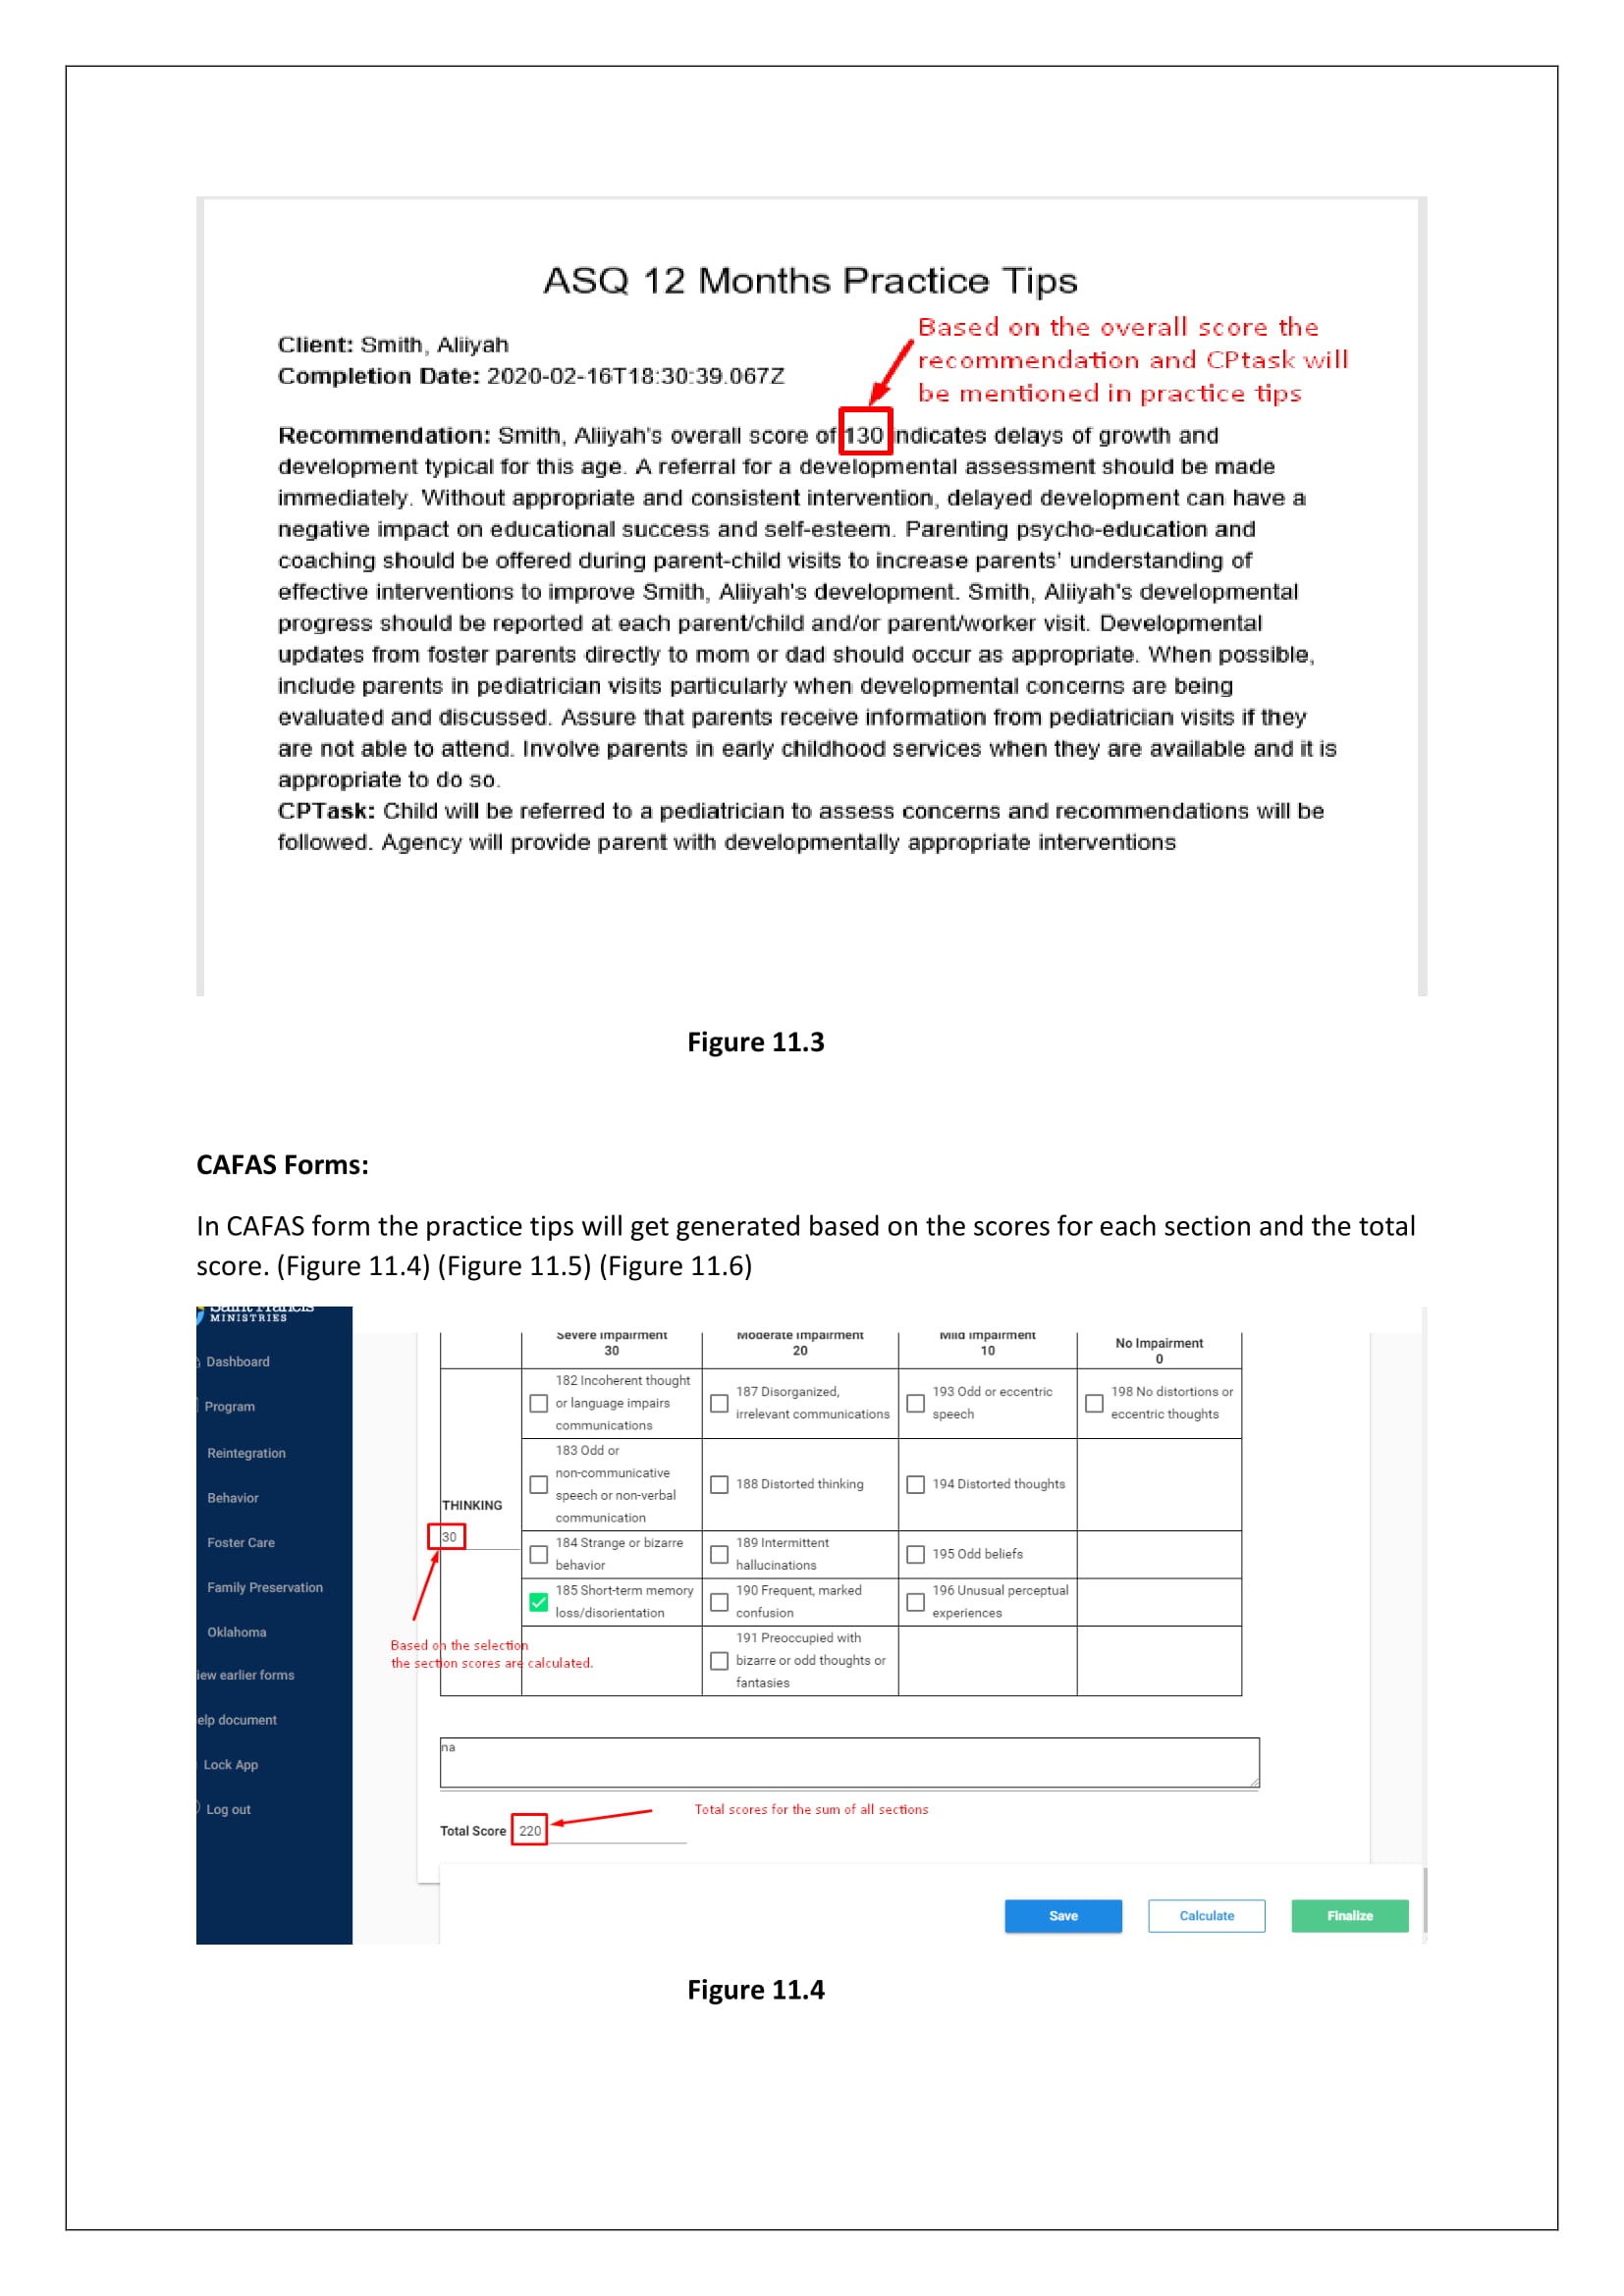 ASQ 12 Months Practice Tips
Based on the overall score the
recommendation and CPtask will
be mentioned in practice tips
Client: Smith, Aliiyah
Completion Date: 2020-02-16T18:30:39.067Z
Recommendation: Smith, Aliiyah's overall score of 130 indicates delays of growth and
development typical for this age. A referral for a developmental assessment should be made
immediately. Without appropriate and consistent intervention, delayed development can have a
negative impact on educational success and self-esteem. Parenting psycho-education and
coaching should be offered during parent-child visits to increase parents' understanding of
effective interventions to improve Smith, Aliiyah's development. Smith, Aliiyah's developmental
progress should be reported at each parent/child and/or parent/worker visit. Developmental
updates from foster parents directly to mom or dad should occur as appropriate. When possible,
include parents in pediatrician visits particularly when developmental concerns are being
evaluated and discussed. Assure that parents receive information from pediatrician visits if they
are not able to attend. Involve parents in early childhood services when they are available and it is
appropriate to do so.
CPTask: Child will be referred to a pediatrician to assess concerns and recommendations will be
followed. Agency will provide parent with developmentally appropriate interventions
Figure 11.3
CAFAS Forms:
In CAFAS form the practice tips will get generated based on the scores for each section and the total
score. (Figure 11.4) (Figure 11.5) (Figure 11.6)
Saint Francis
MINISTRIES
Dashboard
Program
Reintegration
Behavior
Foster Care
Family Preservation
Oklahoma
iew earlier forms
elp document
Lock App
Log out
Severe Impairment
30
Moderate Impairment
20
Mild Impairment
10
No Impairment
0
THINKING
30
182 Incoherent thought
or language impairs
communications
187 Disorganized,
irrelevant communications
193 Odd or eccentric
speech
198 No distortions or
eccentric thoughts
183 Odd or
non-communicative
speech or non-verbal
communication
188 Distorted thinking
194 Distorted thoughts
184 Strange or bizarre
behavior
189 Intermittent
hallucinations
195 Odd beliefs
185 Short-term memory
loss/disorientation
190 Frequent, marked
confusion
196 Unusual perceptual
experiences
191 Preoccupied with
bizarre or odd thoughts or
fantasies
Based on the selection
the section scores are calculated.
na
Total scores for the sum of all sections
Total Score 220
Save
Calculate
Finalize
Figure 11.4